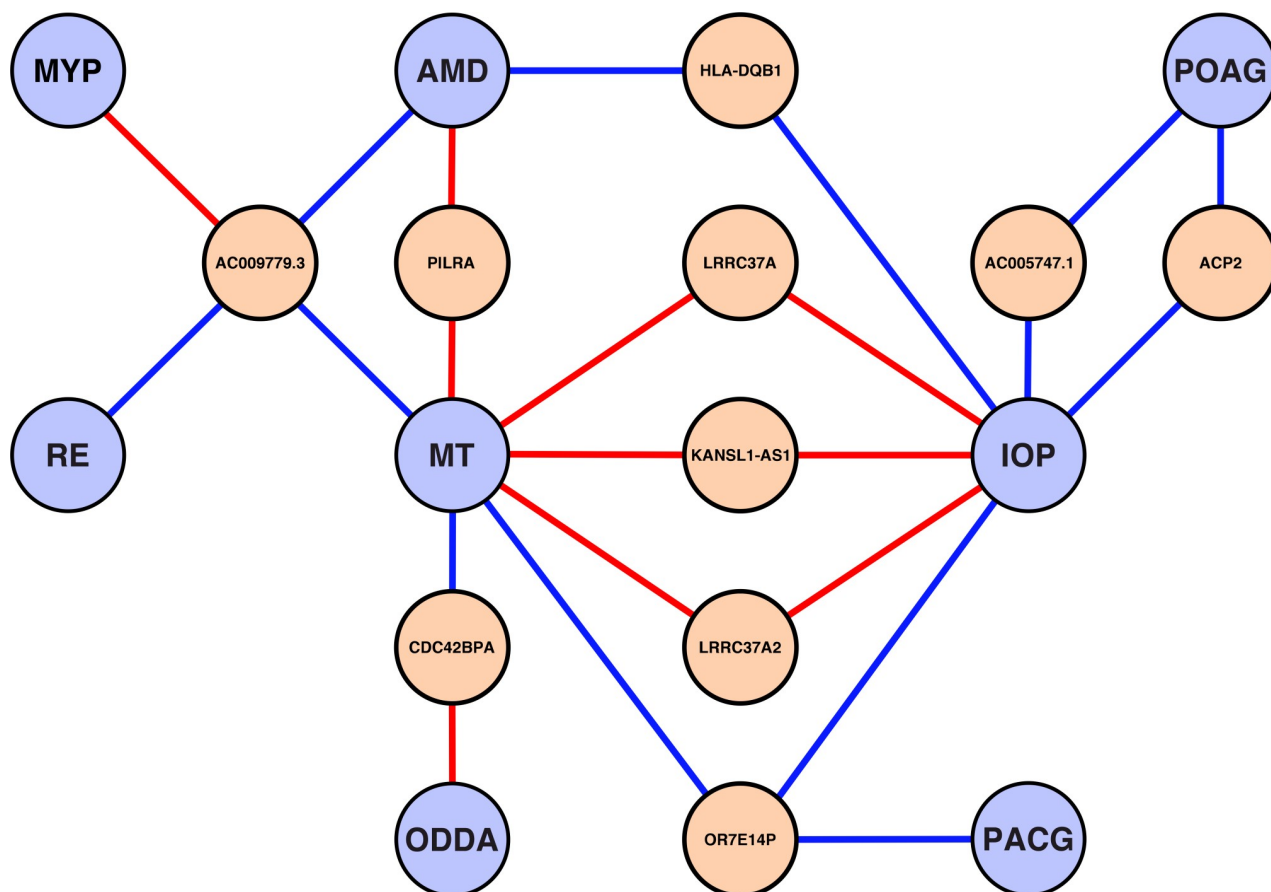 MYP
AMD
HLA-DQB1
POAG
AC009779.3
PILRA
LRRC37A
AC005747.1
ACP2
RE
MT
KANSL1-AS1
IOP
CDC42BPA
LRRC37A2
ODDA
OR7E14P
PACG